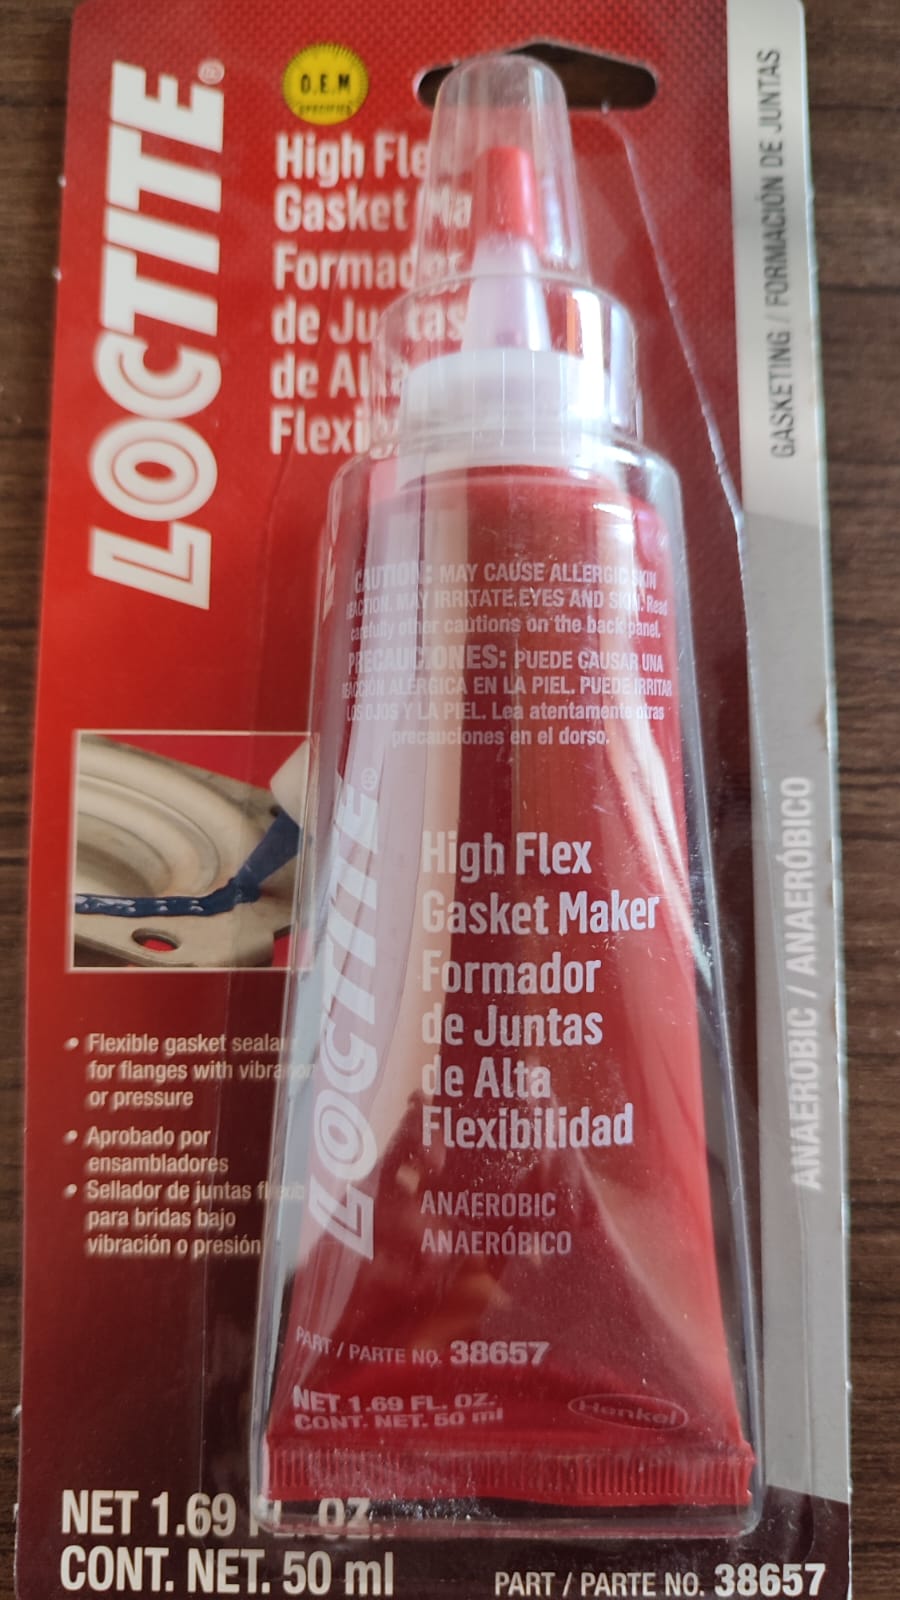 LOCTITE®
O.E.M
SPECIFIED
High Fle
Gasket Ma
Formador
de Juntas
de Alta
Flexi
GASKETING / FORMACIÓN DE JUNTAS
ANAEROBIC / ANAERÓBICO
CAUTION: MAY CAUSE ALLERGIC SKIN
REACTION. MAY IRRITATE EYES AND SKIN. Read
carefully other cautions on the back panel.
PRECAUCIONES: PUEDE CAUSAR UNA
REACCIÓN ALÉRGICA EN LA PIEL. PUEDE IRRITAR
LOS OJOS Y LA PIEL. Lea atentamente otras
precauciones en el dorso.
LOCTITE®
High Flex
Gasket Maker
Formador
de Juntas
de Alta
Flexibilidad
ANAEROBIC
ANAERÓBICO
PART / PARTE NO. 38657
NET 1.69 FL. OZ.
CONT. NET. 50 ml
Henkel
• Flexible gasket seala
for flanges with vibration
or pressure
• Aprobado por
ensambladores
• Sellador de juntas flexib
para bridas bajo
vibración o presión
NET 1.69 FL. OZ.
CONT. NET. 50 ml
PART / PARTE NO. 38657